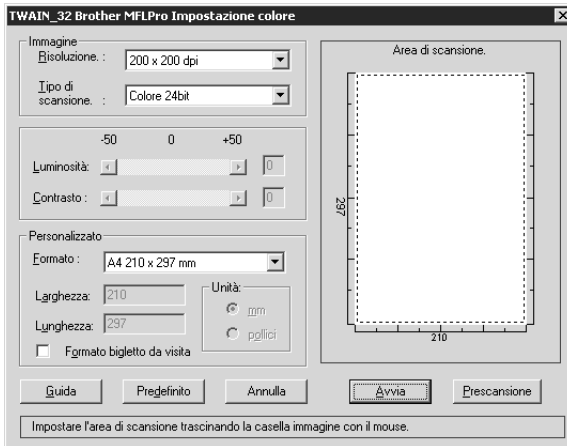 TWAIN_32 Brother MFLPro Impostazione colore
Immagine
Risoluzione. :
200 x 200 dpi
Tipo di
scansione. :
Colore 24bit
-50 0 +50
Luminosità:
0
Contrasto :
0
Personalizzato
Formato :
A4 210 x 297 mm
Larghezza:
210
Lunghezza:
297
Unità:
mm
pollici
Formato bigletto da visita
Area di scansione.
297
210
Guida
Predefinito
Annulla
Avvia
Prescansione
Impostare l'area di scansione trascinando la casella immagine con il mouse.